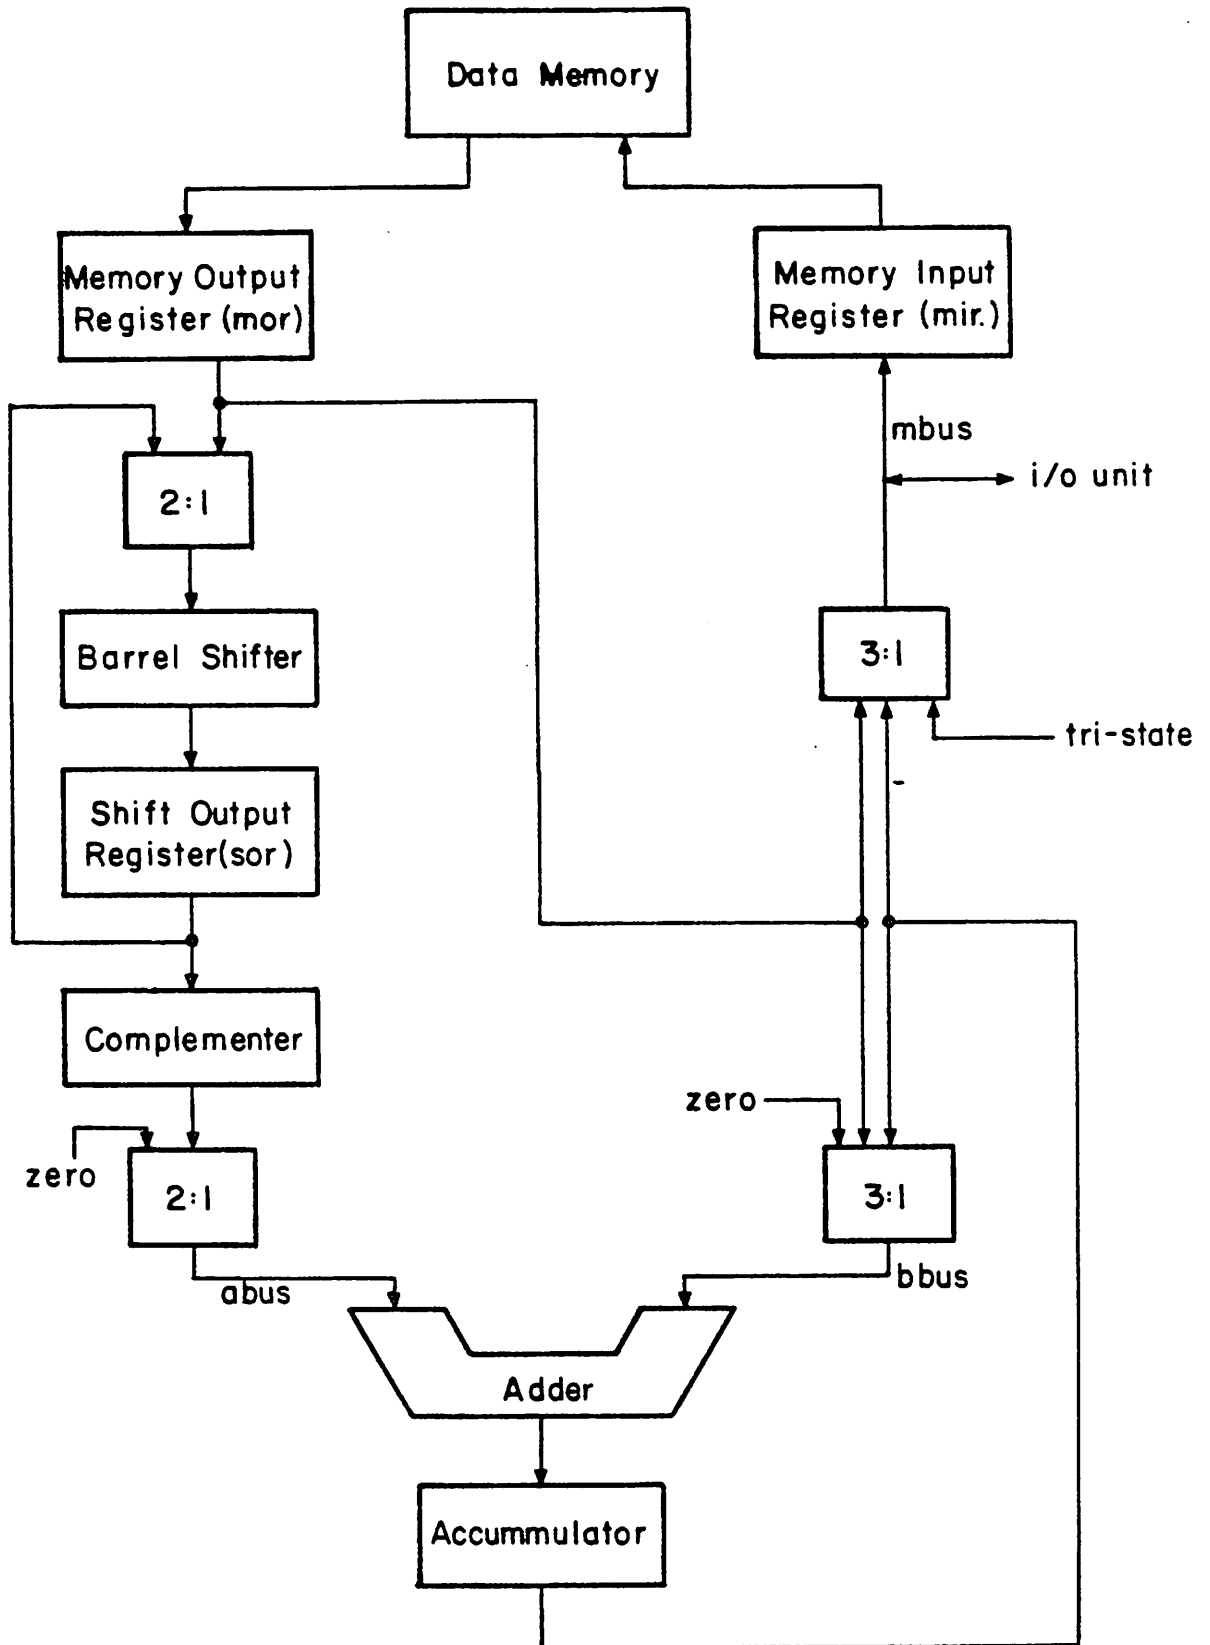 Data Memory
Memory Output
Register (mor)
Memory Input
Register (mir.)
mbus
i/o unit
2:1
Barrel Shifter
3:1
tri-state
Shift Output
Register(sor)
Complementer
zero
zero
2:1
3:1
abus
bbus
Adder
Accummulator